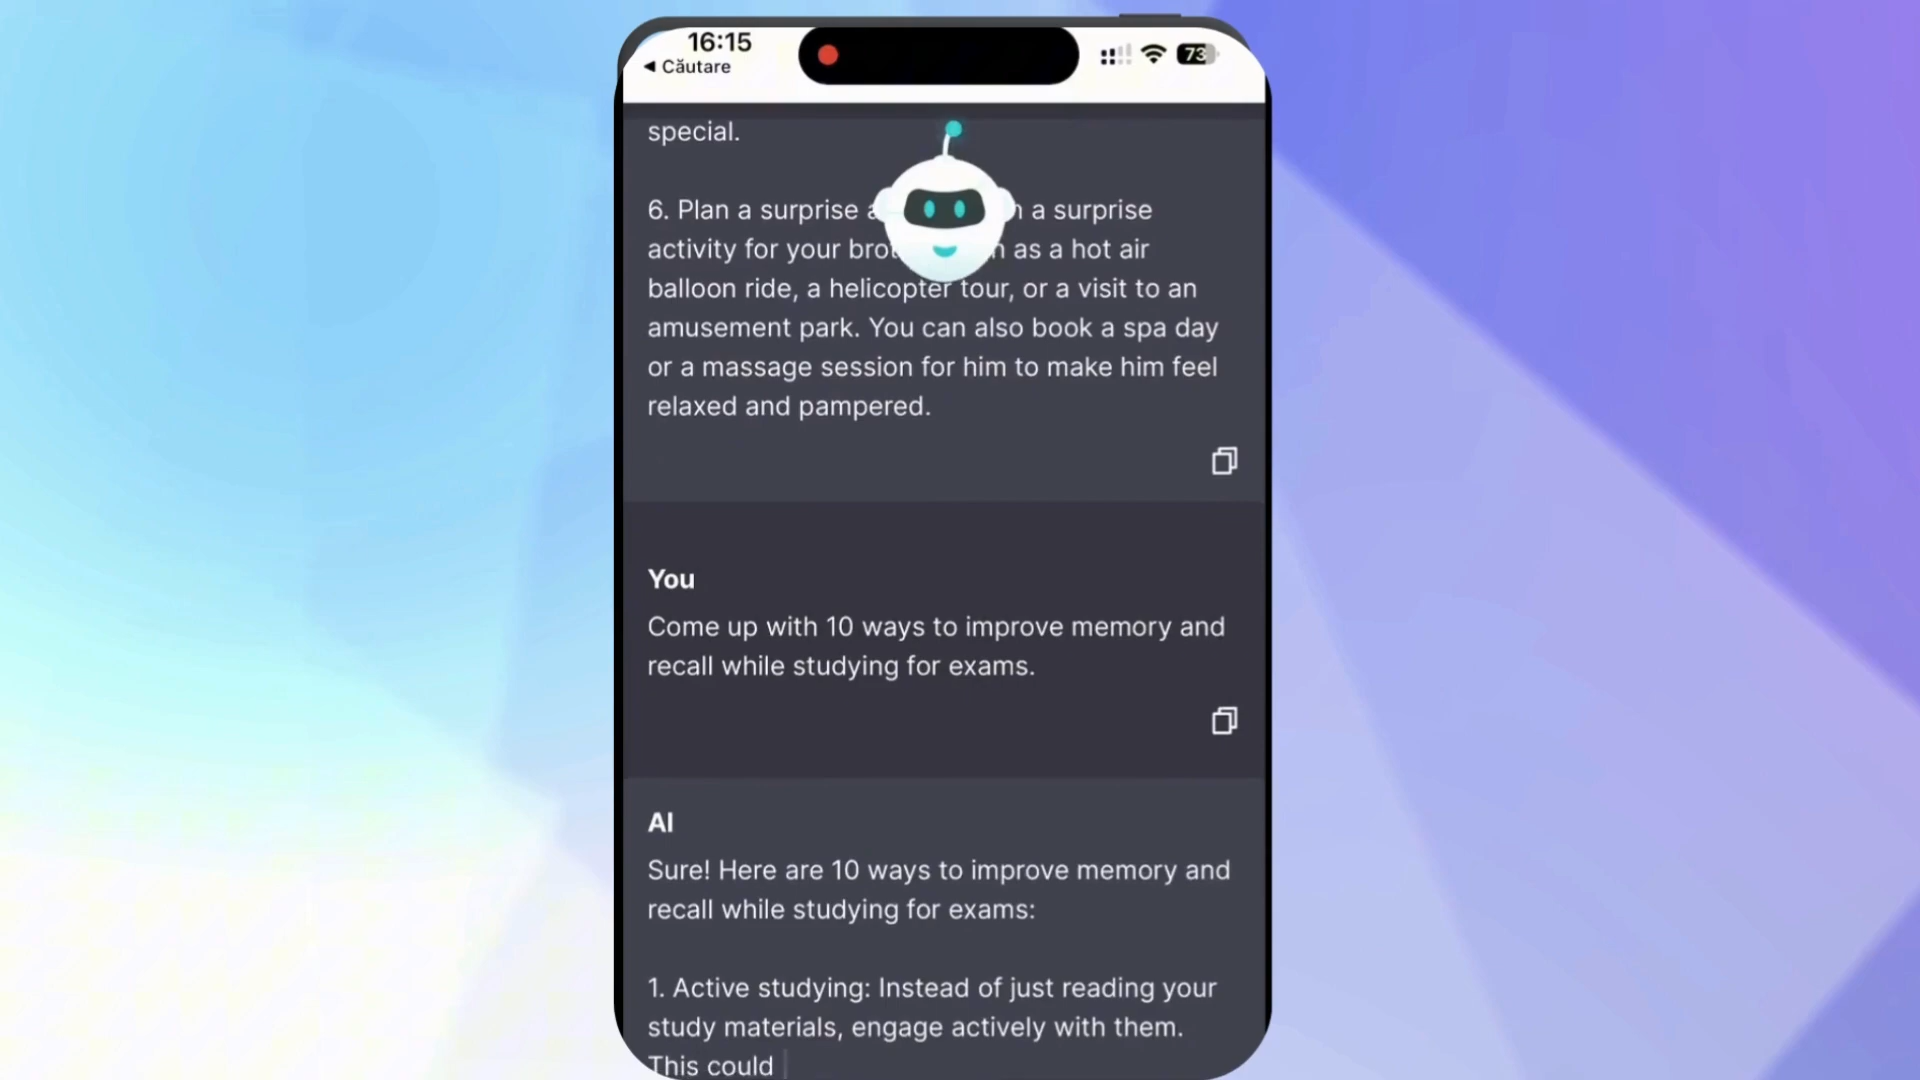 16:15
◀ Căutare
73
special.
6. Plan a surprise a surprise
activity for your as a hot air
balloon ride, a helicopter tour, or a visit to an
amusement park. You can also book a spa day
or a massage session for him to make him feel
relaxed and pampered.
You
Come up with 10 ways to improve memory and
recall while studying for exams.
AI
Sure! Here are 10 ways to improve memory and
recall while studying for exams:
1. Active studying: Instead of just reading your
study materials, engage actively with them.
This could